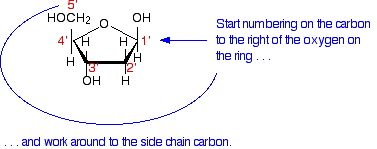 5'
HOCH2 O OH
4' H H 1'
H 3' 2' H
OH H
Start numbering on the carbon
to the right of the oxygen on
the ring . . .
. . . and work around to the side chain carbon.